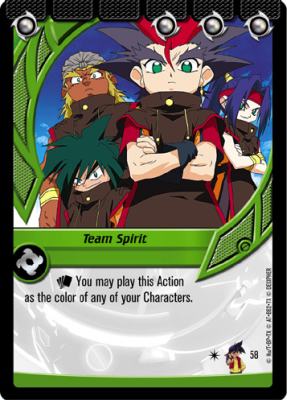 Team Spirit
You may play this Action
as the color of any of your Characters.
58